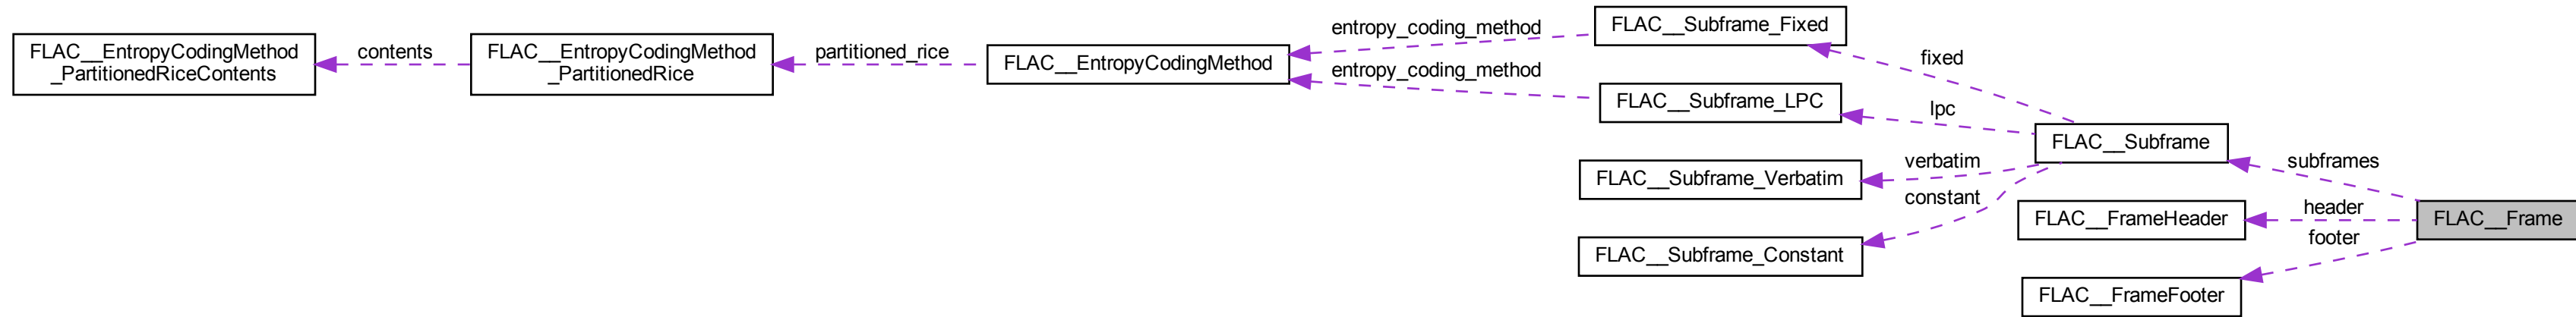 FLAC__EntropyCodingMethod
_PartitionedRiceContents
contents
FLAC__EntropyCodingMethod
_PartitionedRice
partitioned_rice
FLAC__EntropyCodingMethod
entropy_coding_method
entropy_coding_method
FLAC__Subframe_Fixed
FLAC__Subframe_LPC
FLAC__Subframe_Verbatim
FLAC__Subframe_Constant
fixed
lpc
verbatim
constant
FLAC__Subframe
FLAC__FrameHeader
FLAC__FrameFooter
subframes
header
footer
FLAC__Frame